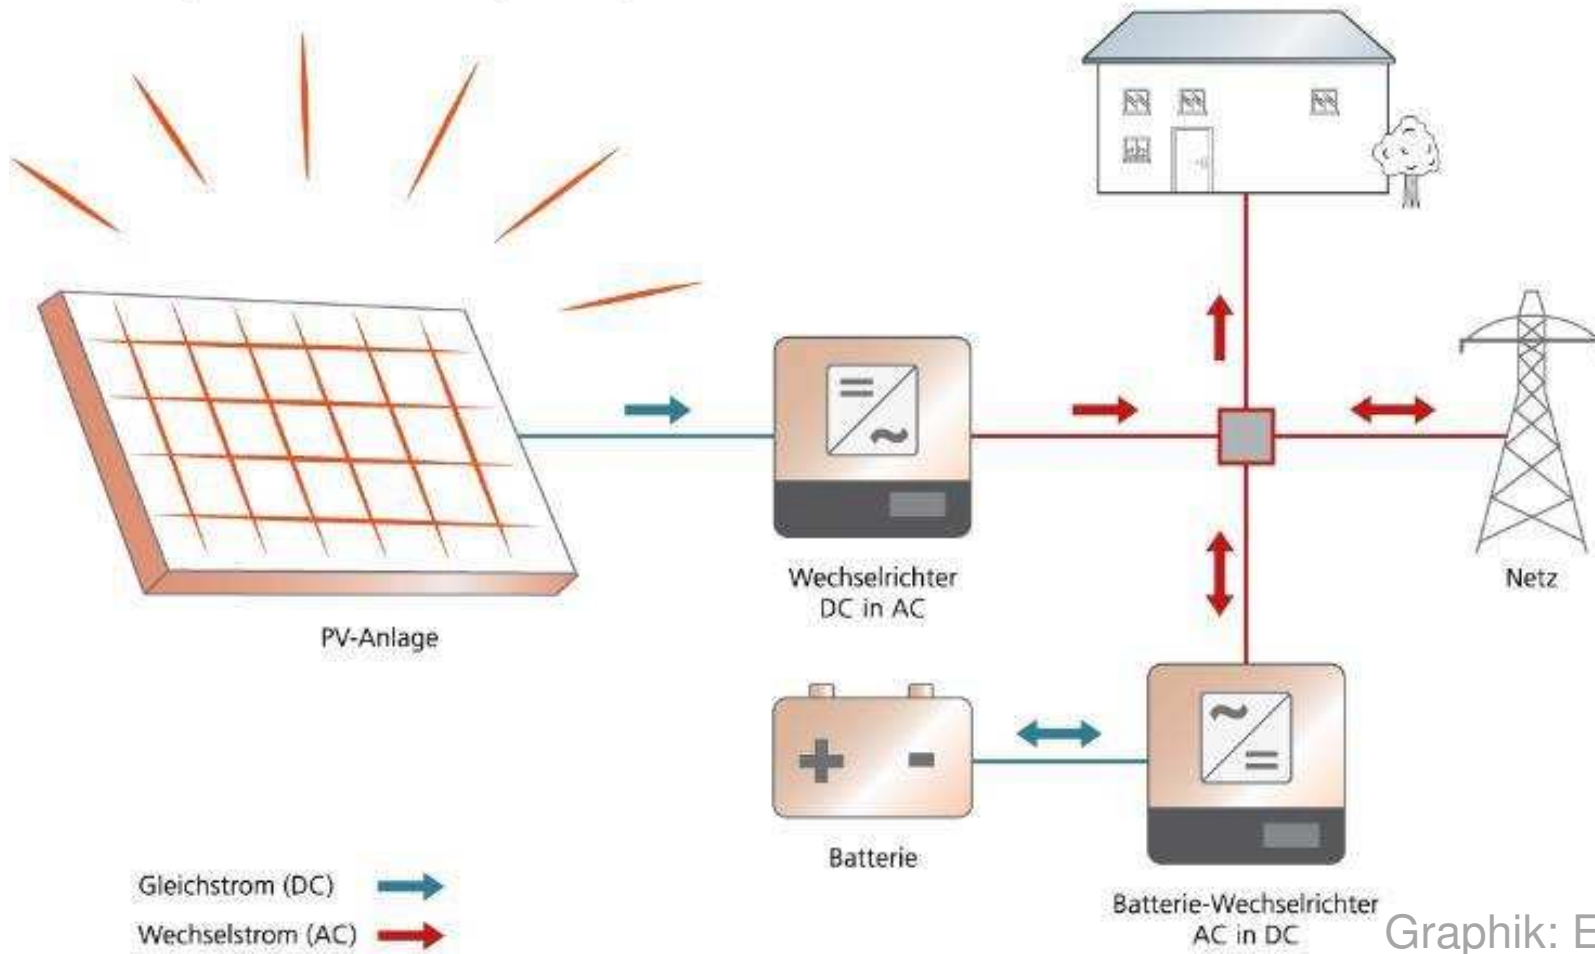 PV-Anlage
Wechselrichter
DC in AC
Netz
Batterie
Batterie-Wechselrichter
AC in DC
Gleichstrom (DC)
Wechselstrom (AC)
Graphik: E